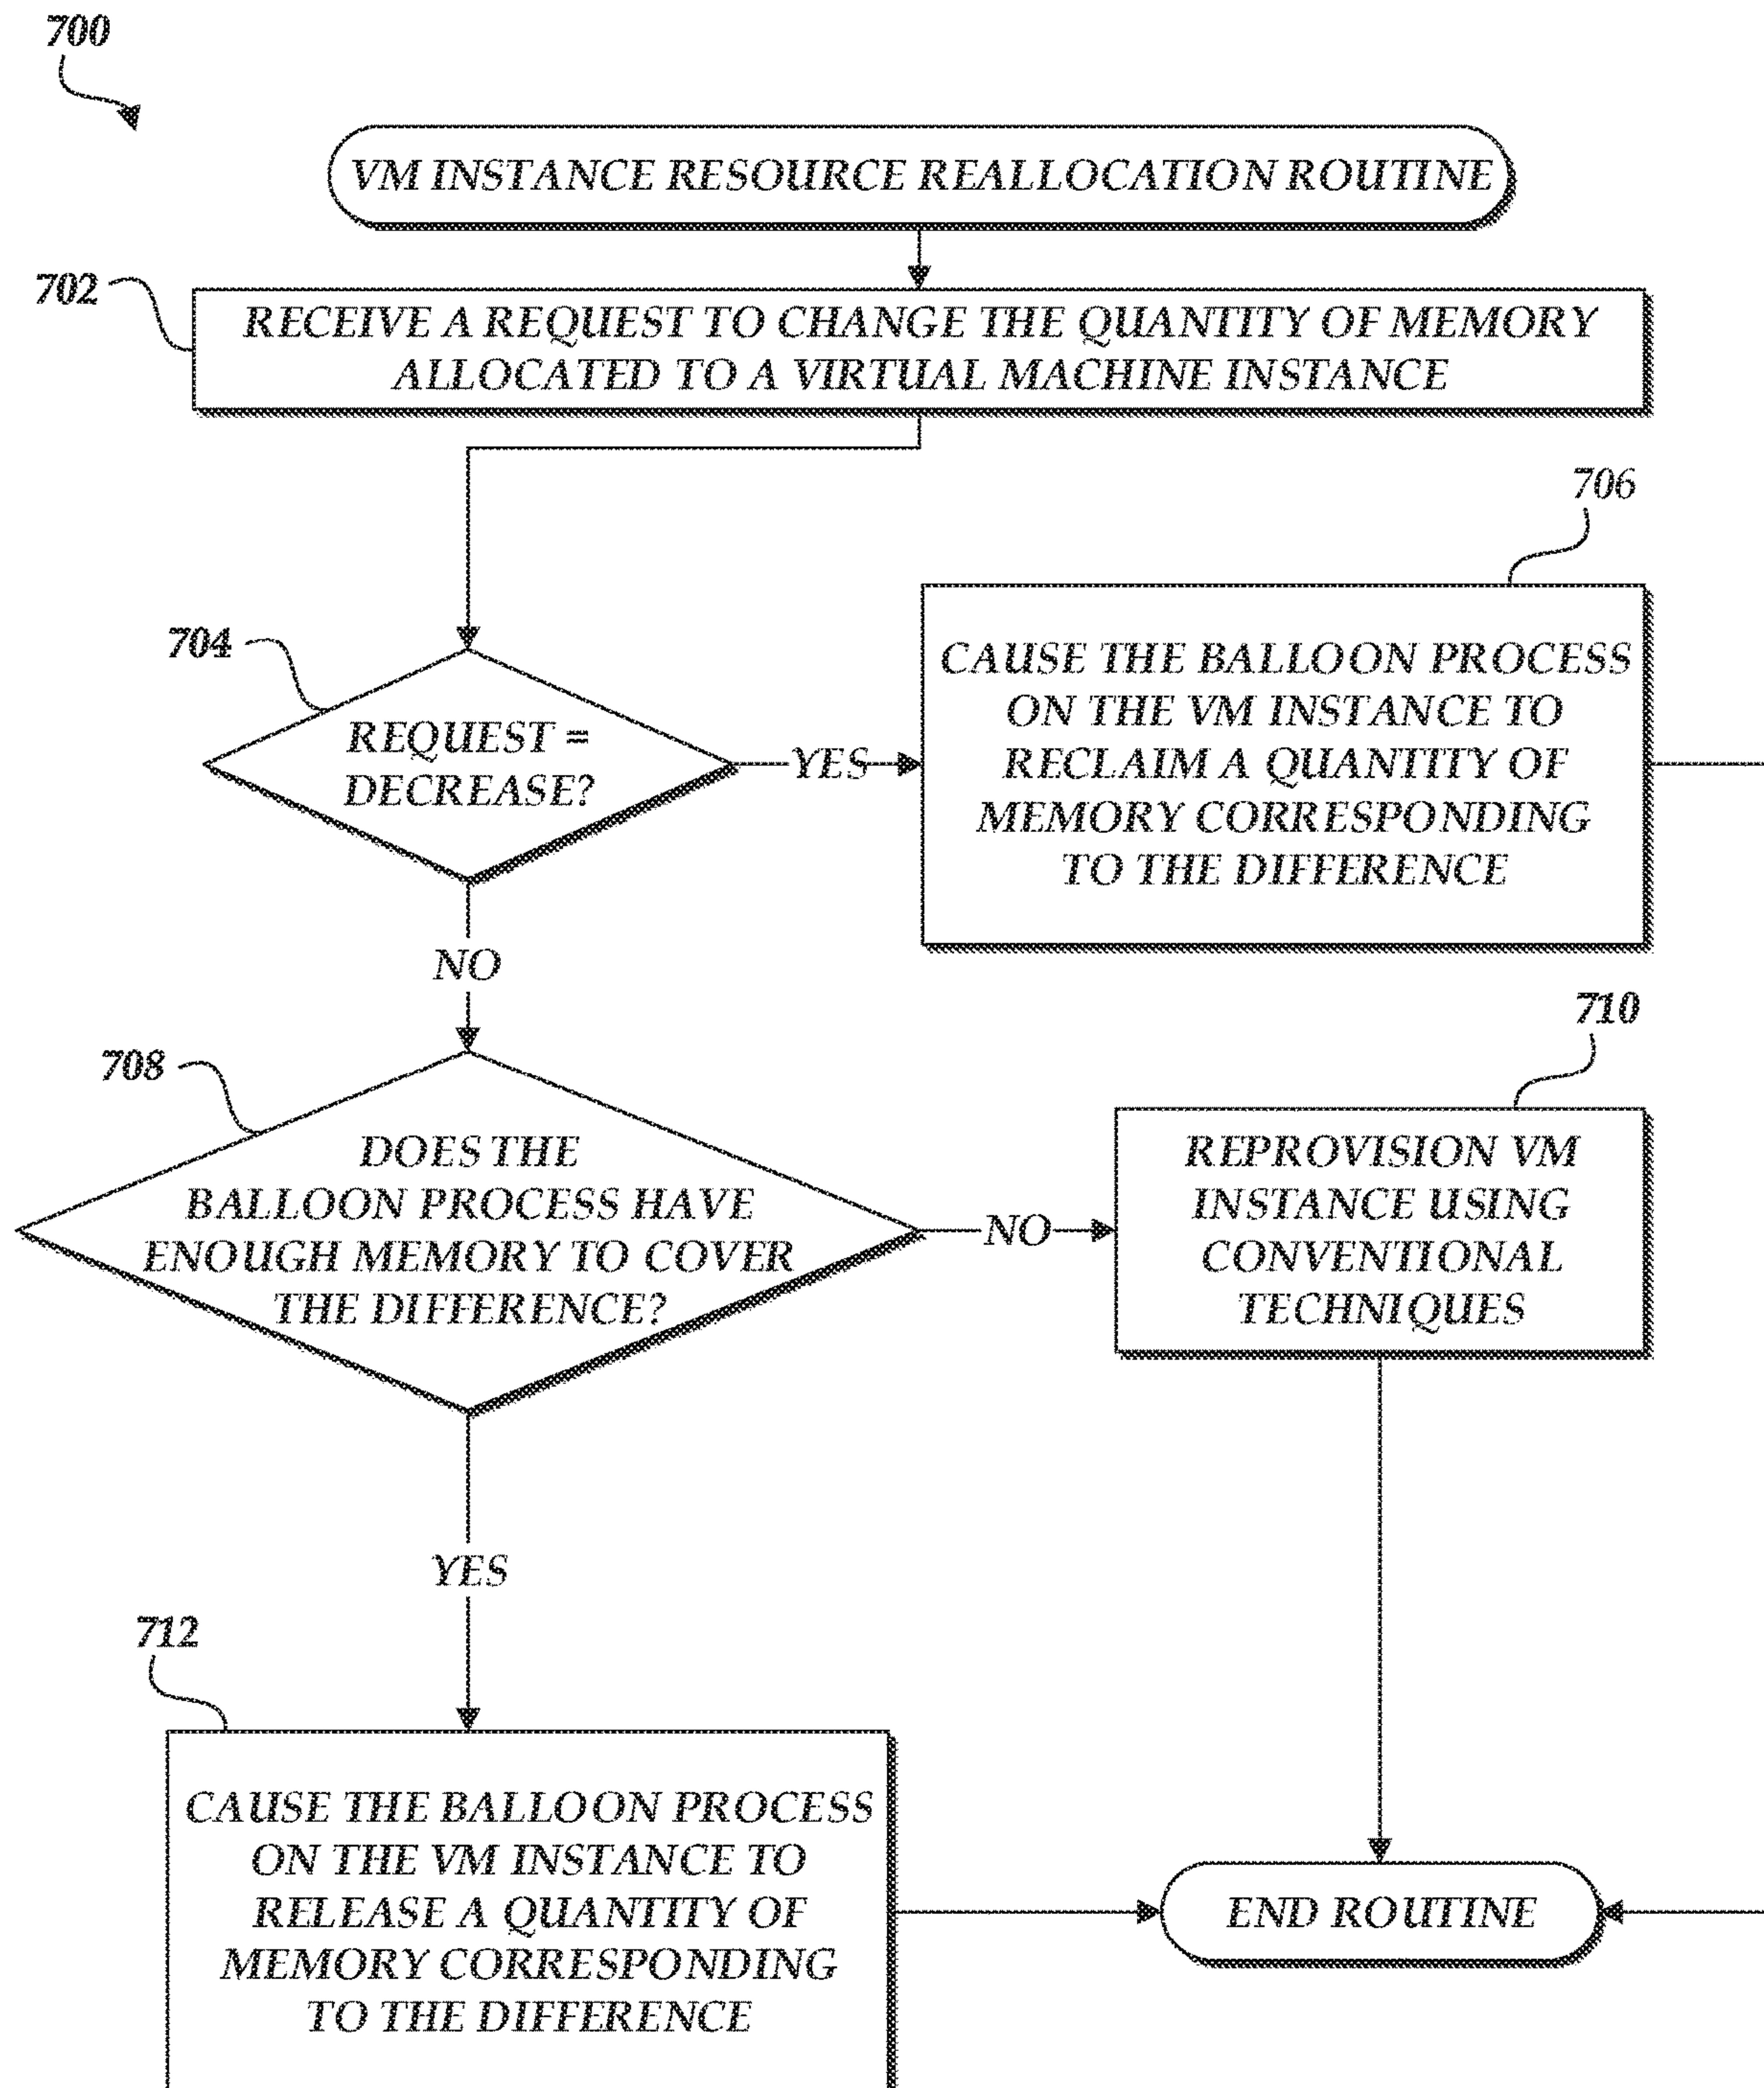 700
VM INSTANCE RESOURCE REALLOCATION ROUTINE
702
RECEIVE A REQUEST TO CHANGE THE QUANTITY OF MEMORY
ALLOCATED TO A VIRTUAL MACHINE INSTANCE
704
REQUEST =
DECREASE?
YES
706
CAUSE THE BALLOON PROCESS
ON THE VM INSTANCE TO
RECLAIM A QUANTITY OF
MEMORY CORRESPONDING
TO THE DIFFERENCE
NO
708
DOES THE
BALLOON PROCESS HAVE
ENOUGH MEMORY TO COVER
THE DIFFERENCE?
NO
710
REPROVISION VM
INSTANCE USING
CONVENTIONAL
TECHNIQUES
YES
712
CAUSE THE BALLOON PROCESS
ON THE VM INSTANCE TO
RELEASE A QUANTITY OF
MEMORY CORRESPONDING
TO THE DIFFERENCE
END ROUTINE